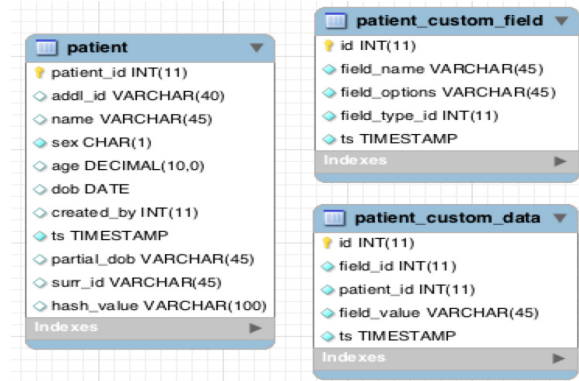 patient
patient_id INT(11)
addl_id VARCHAR(40)
name VARCHAR(45)
sex CHAR(1)
age DECIMAL(10,0)
dob DATE
created_by INT(11)
ts TIMESTAMP
partial_dob VARCHAR(45)
surr_id VARCHAR(45)
hash_value VARCHAR(100)
Indexes
patient_custom_field
id INT(11)
field_name VARCHAR(45)
field_options VARCHAR(45)
field_type_id INT(11)
ts TIMESTAMP
Indexes
patient_custom_data
id INT(11)
field_id INT(11)
patient_id INT(11)
field_value VARCHAR(45)
ts TIMESTAMP
Indexes